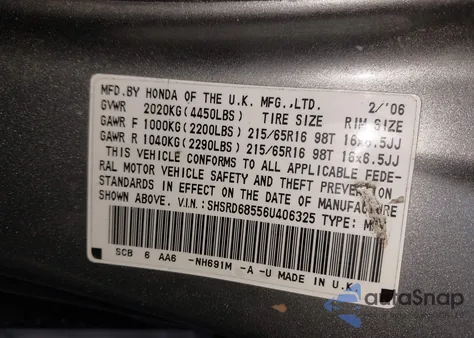 MFD.BY HONDA OF THE U.K. MFG.,LTD. 2/'06
GVWR 2020KG(4450LBS) TIRE SIZE RIM SIZE
GAWR F 1000KG(2200LBS) 215/65R16 98T 16x6.5JJ
GAWR R 1040KG(2290LBS) 215/65R16 98T 16x6.5JJ
THIS VEHICLE CONFORMS TO ALL APPLICABLE FEDE-
RAL MOTOR VEHICLE SAFETY AND THEFT PREVENTION
STANDARDS IN EFFECT ON THE DATE OF MANUFACTURE
SHOWN ABOVE. V.I.N.:SHSRD68556U406325 TYPE:
SCB 6 AA6 -NH691M -A -U MADE IN U.K.
autoSnap